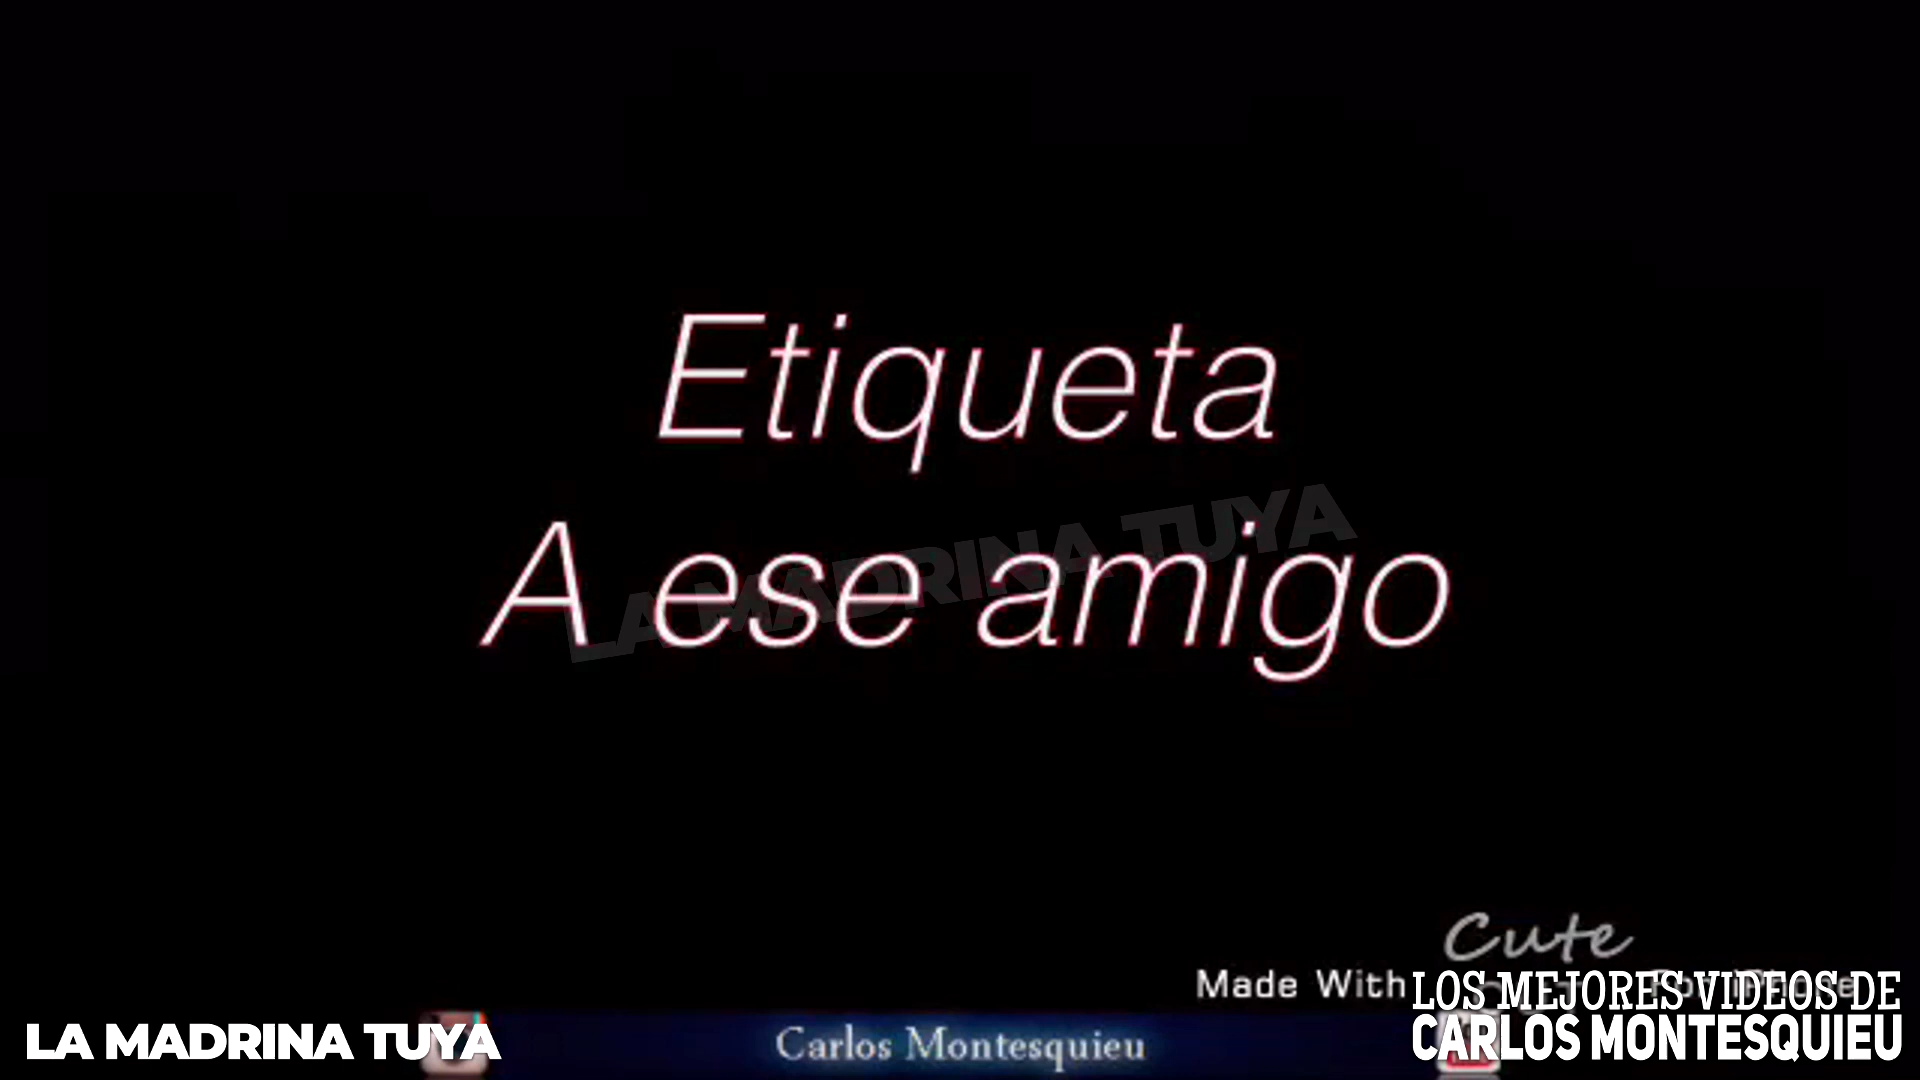 Etiqueta
A ese amigo
LA MADRINA TUYA
Cute
Made With
LOS MEJORES VIDEOS DE
CARLOS MONTESQUIEU
LA MADRINA TUYA
Carlos Montesquieu